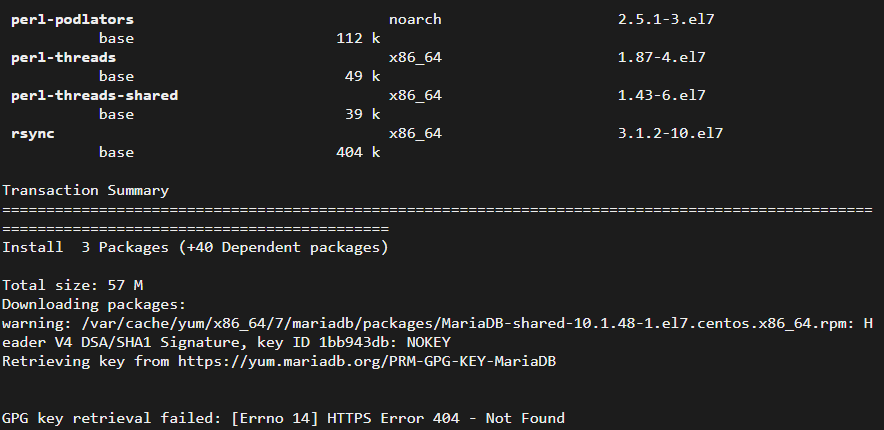 perl-podlators noarch 2.5.1-3.el7
base 112 k
perl-threads x86_64 1.87-4.el7
base 49 k
perl-threads-shared x86_64 1.43-6.el7
base 39 k
rsync x86_64 3.1.2-10.el7
base 404 k
Transaction Summary
===================================================================================================
============================================
Install  3 Packages (+40 Dependent packages)
Total size: 57 M
Downloading packages:
warning: /var/cache/yum/x86_64/7/mariadb/packages/MariaDB-shared-10.1.48-1.el7.centos.x86_64.rpm: H
eader V4 DSA/SHA1 Signature, key ID 1bb943db: NOKEY
Retrieving key from https://yum.mariadb.org/PRM-GPG-KEY-MariaDB
GPG key retrieval failed: [Errno 14] HTTPS Error 404 - Not Found